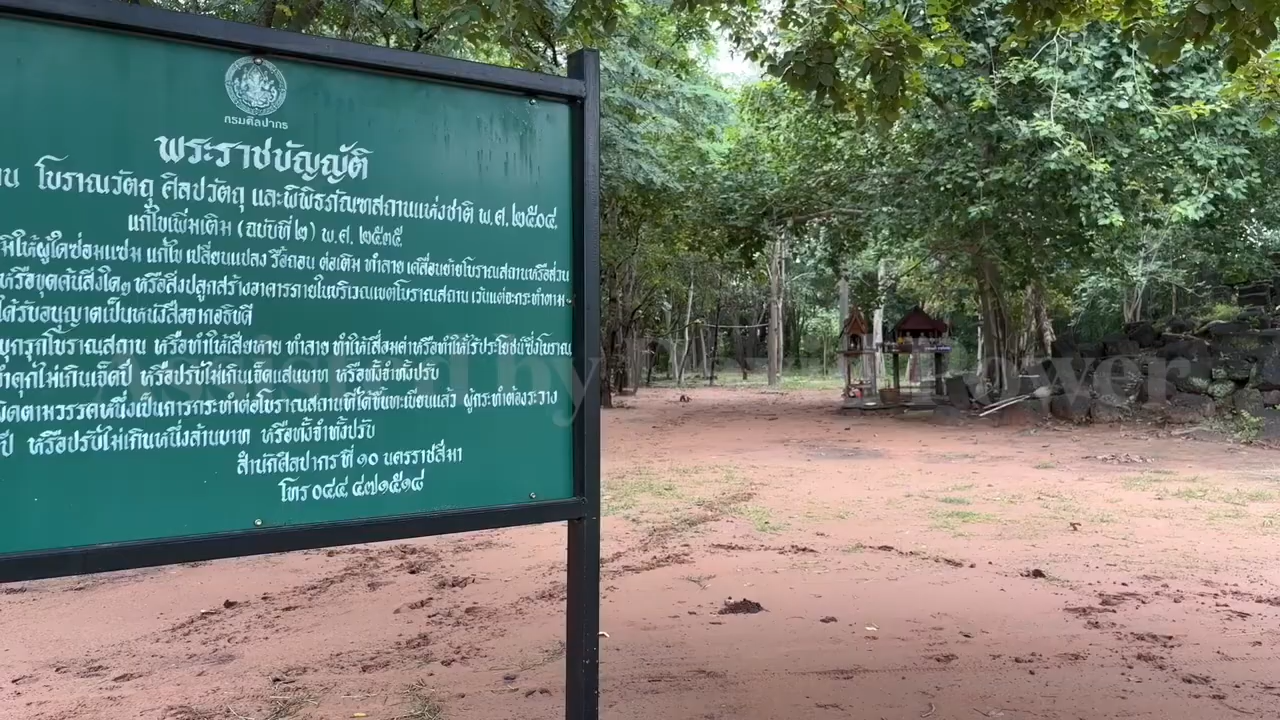 กรมศิลปากร
พระราชบัญญัติ
โบราณวัตถุ ศิลปวัตถุ และพิพิธภัณฑสถานแห่งชาติ พ.ศ. ๒๕๐๔
แก้ไขเพิ่มเติม (ฉบับที่ ๒) พ.ศ. ๒๕๓๕
มิให้ผู้ใดซ่อมแซม แก้ไข เปลี่ยนแปลง รื้อถอน ต่อเติม ทำลาย เคลื่อนย้ายโบราณสถานหรือส่วน
หรือขุดค้นสิ่งใดๆ หรือสิ่งปลูกสร้างอาคารภายในบริเวณเขตโบราณสถาน เว้นแต่จะกระทำตาม
ได้รับอนุญาตเป็นหนังสือจากอธิบดี
บุกรุกโบราณสถาน หรือทำให้เสียหาย ทำลาย ทำให้เสื่อมค่าหรือทำให้ไร้ประโยชน์ซึ่งโบราณ
จำคุกไม่เกินเจ็ดปี หรือปรับไม่เกินเจ็ดแสนบาท หรือทั้งจำทั้งปรับ
ผิดตามวรรคหนึ่งเป็นการกระทำต่อโบราณสถานที่ได้ขึ้นทะเบียนแล้ว ผู้กระทำต้องระวาง
ปี หรือปรับไม่เกินหนึ่งล้านบาท หรือทั้งจำทั้งปรับ
สำนักศิลปากรที่ ๑๐ นครราชสีมา
โทร ๐๔๔ ๔๗๑๕๑๘